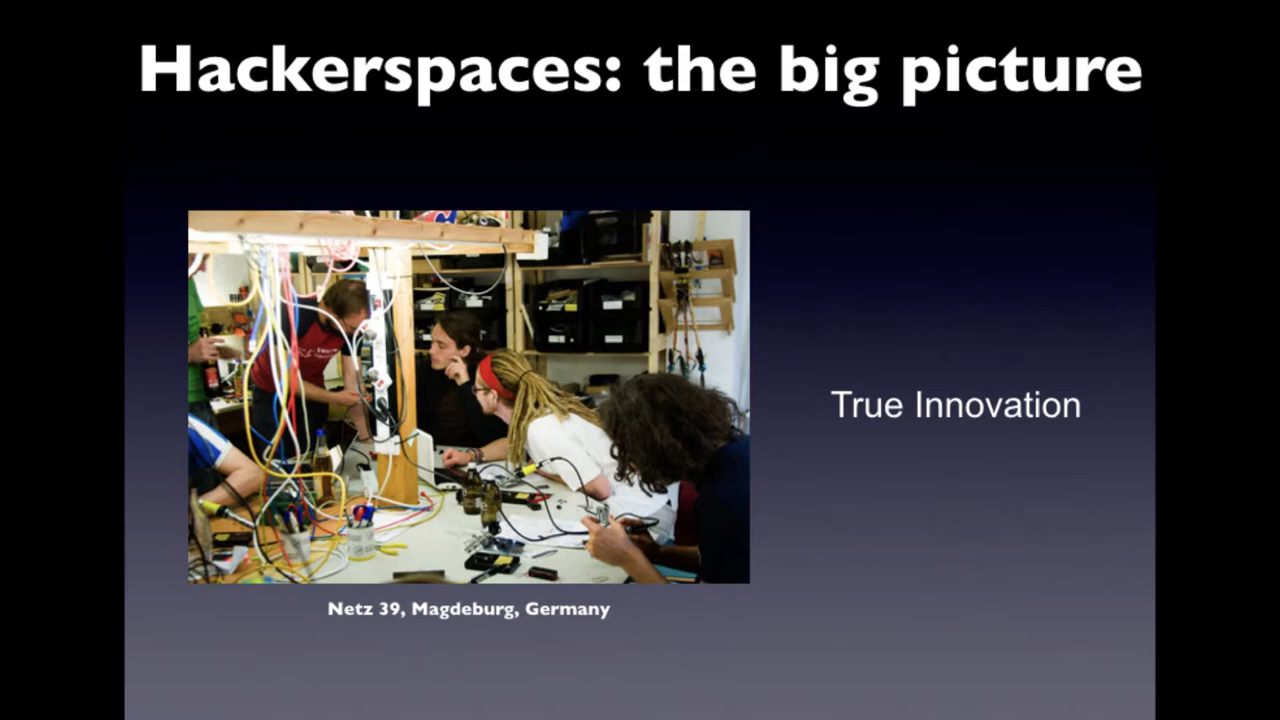 Hackerspaces: the big picture
True Innovation
Netz 39, Magdeburg, Germany